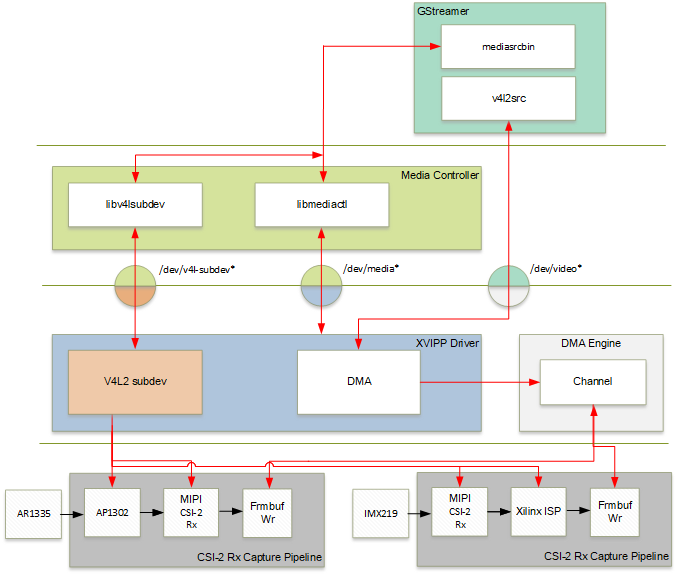 GStreamer
mediasrcbin
v4l2src
Media Controller
libv4lsubdev
libmediactl
/dev/v4l-subdev*
/dev/media*
/dev/video*
XVIPP Driver
DMA Engine
V4L2 subdev
DMA
Channel
AR1335
AP1302
MIPI
CSI-2
Rx
Frmbuf
Wr
CSI-2 Rx Capture Pipeline
IMX219
MIPI
CSI-2
Rx
Xilinx ISP
Frmbuf
Wr
CSI-2 Rx Capture Pipeline